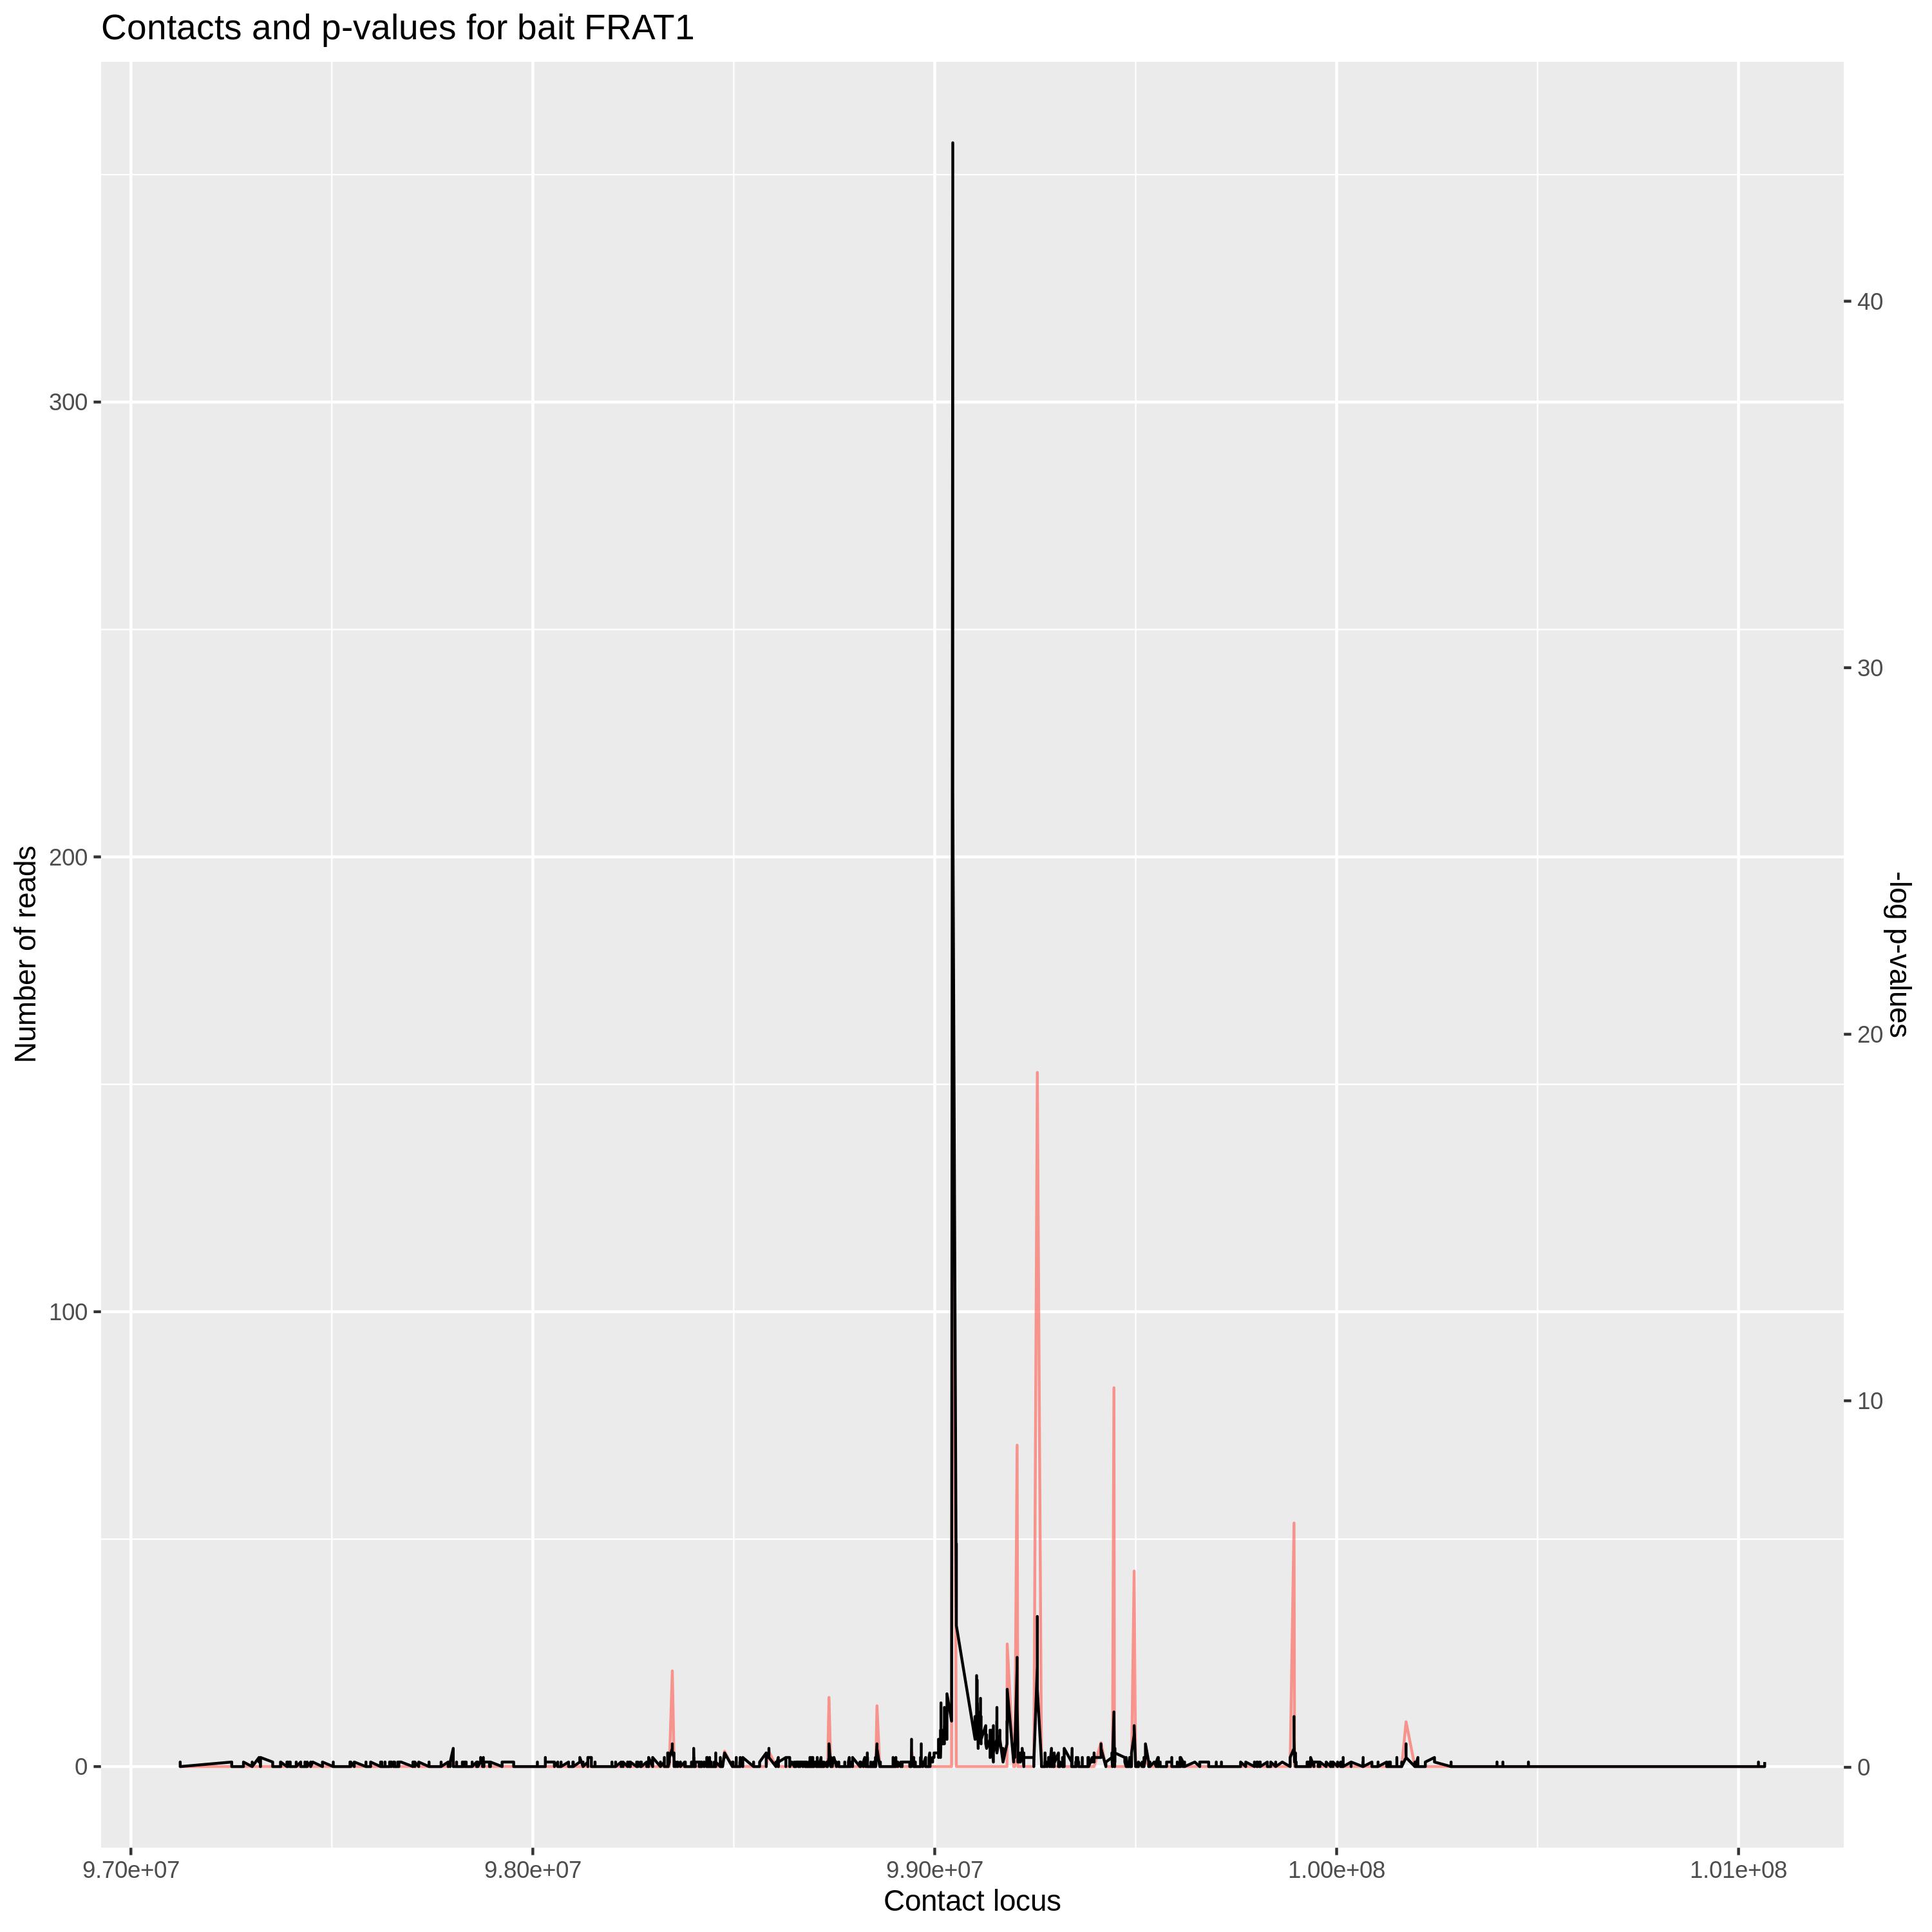 Contacts and p-values for bait FRAT1
300
200
100
0
Number of reads
40
30
20
10
0
-log p-values
9.70e+07 9.80e+07 9.90e+07 1.00e+08 1.01e+08
Contact locus